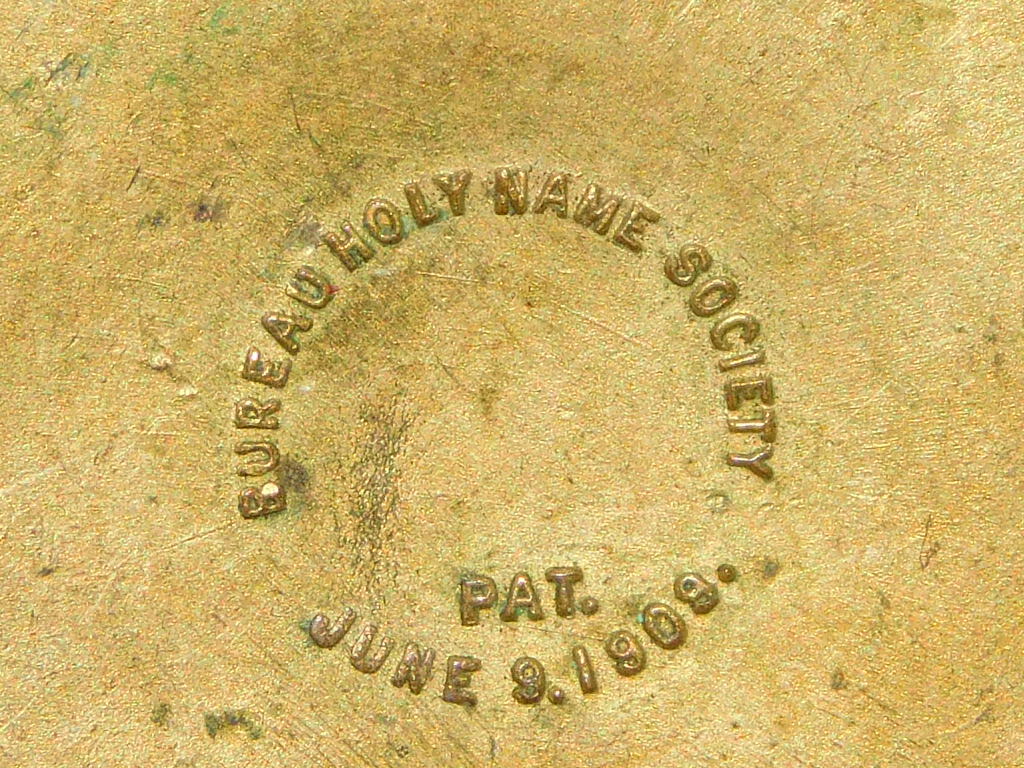 BUREAU HOLY NAME SOCIETY
PAT.
JUNE 9. 1908.